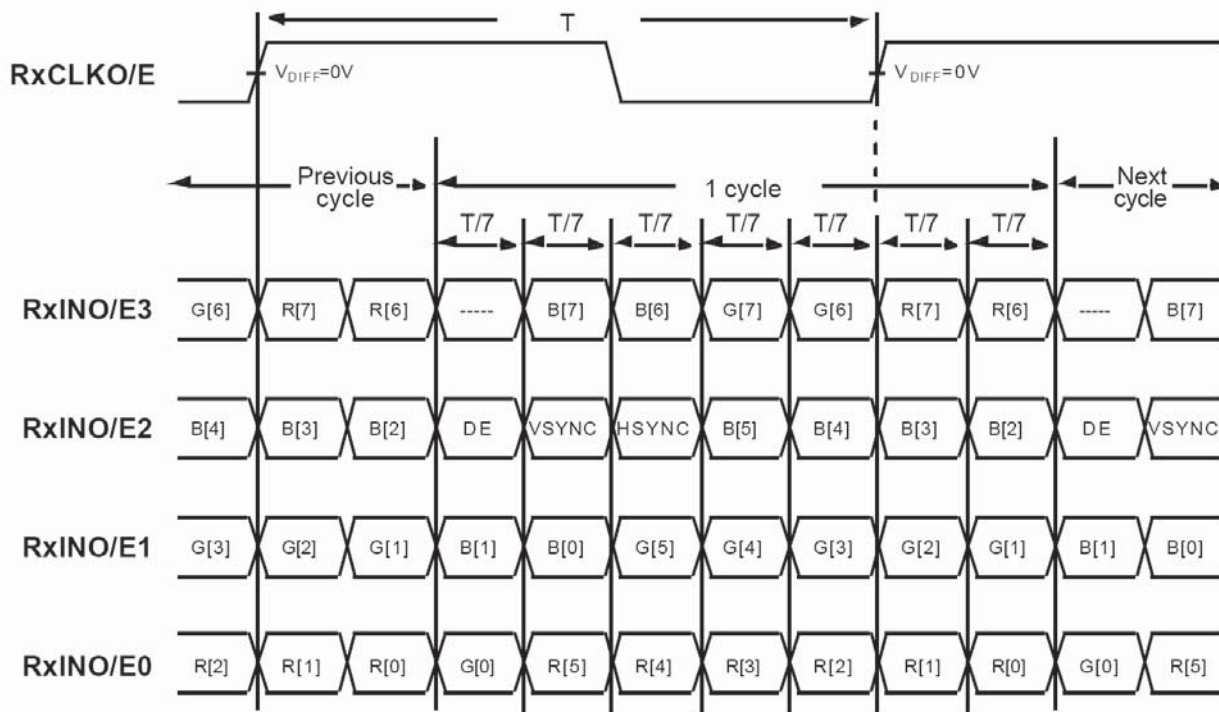 T
RxCLKO/E
VDIFF=0V VDIFF=0V
Previous cycle 1 cycle Next cycle
T/7 T/7 T/7 T/7 T/7 T/7 T/7
RxINO/E3 G[6] R[7] R[6] ----- B[7] B[6] G[7] G[6] R[7] R[6] ----- B[7]
RxINO/E2 B[4] B[3] B[2] DE VSYNC HSYNC B[5] B[4] B[3] B[2] DE VSYNC
RxINO/E1 G[3] G[2] G[1] B[1] B[0] G[5] G[4] G[3] G[2] G[1] B[1] B[0]
RxINO/E0 R[2] R[1] R[0] G[0] R[5] R[4] R[3] R[2] R[1] R[0] G[0] R[5]